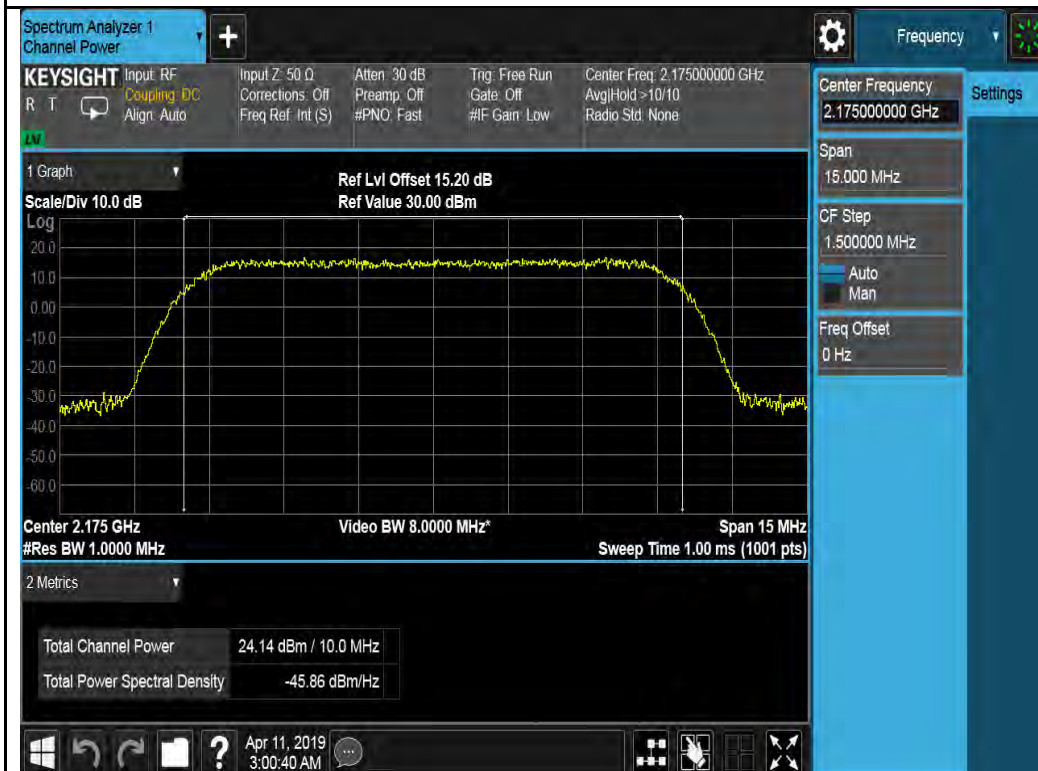 Spectrum Analyzer 1
Channel Power
+
Frequency
KEYSIGHT
R T
LXI
Input: RF
Coupling: DC
Align: Auto
Input Z: 50 Ω
Corrections: Off
Freq Ref: Int (S)
Atten: 30 dB
Preamp: Off
#PNO: Fast
Trig: Free Run
Gate: Off
#IF Gain: Low
Center Freq: 2.175000000 GHz
Avg|Hold >10/10
Radio Std: None
Center Frequency
2.175000000 GHz
Settings
Span
15.000 MHz
CF Step
1.500000 MHz
Auto
Man
Freq Offset
0 Hz
1 Graph
Scale/Div 10.0 dB
Ref Lvl Offset 15.20 dB
Ref Value 30.00 dBm
Log
20.0
10.0
0.00
-10.0
-20.0
-30.0
-40.0
-50.0
-60.0
Center 2.175 GHz
Video BW 8.0000 MHz*
Span 15 MHz
#Res BW 1.0000 MHz
Sweep Time 1.00 ms (1001 pts)
2 Metrics
Total Channel Power 24.14 dBm / 10.0 MHz
Total Power Spectral Density -45.86 dBm/Hz
?
Apr 11, 2019
3:00:40 AM